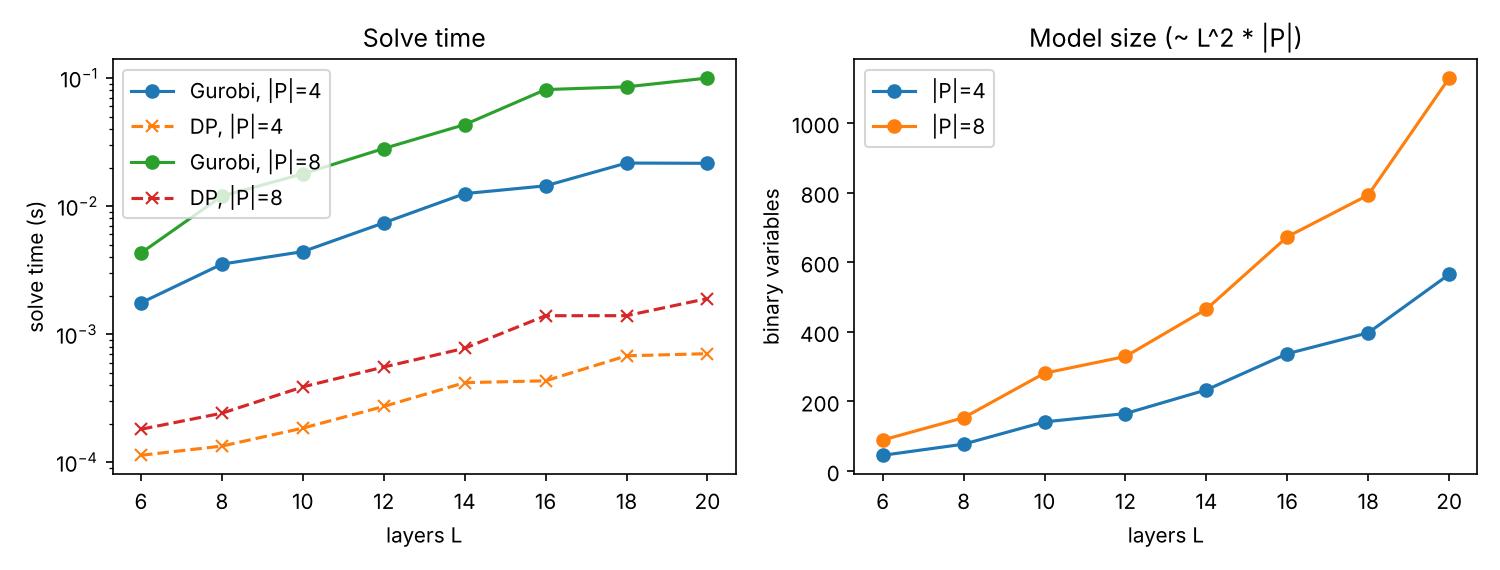 Solve time
10⁻¹
10⁻²
10⁻³
10⁻⁴
solve time (s)
Gurobi, |P|=4
DP, |P|=4
Gurobi, |P|=8
DP, |P|=8
6 8 10 12 14 16 18 20
layers L
Model size (~ L^2 * |P|)
1000
800
600
400
200
0
binary variables
|P|=4
|P|=8
6 8 10 12 14 16 18 20
layers L